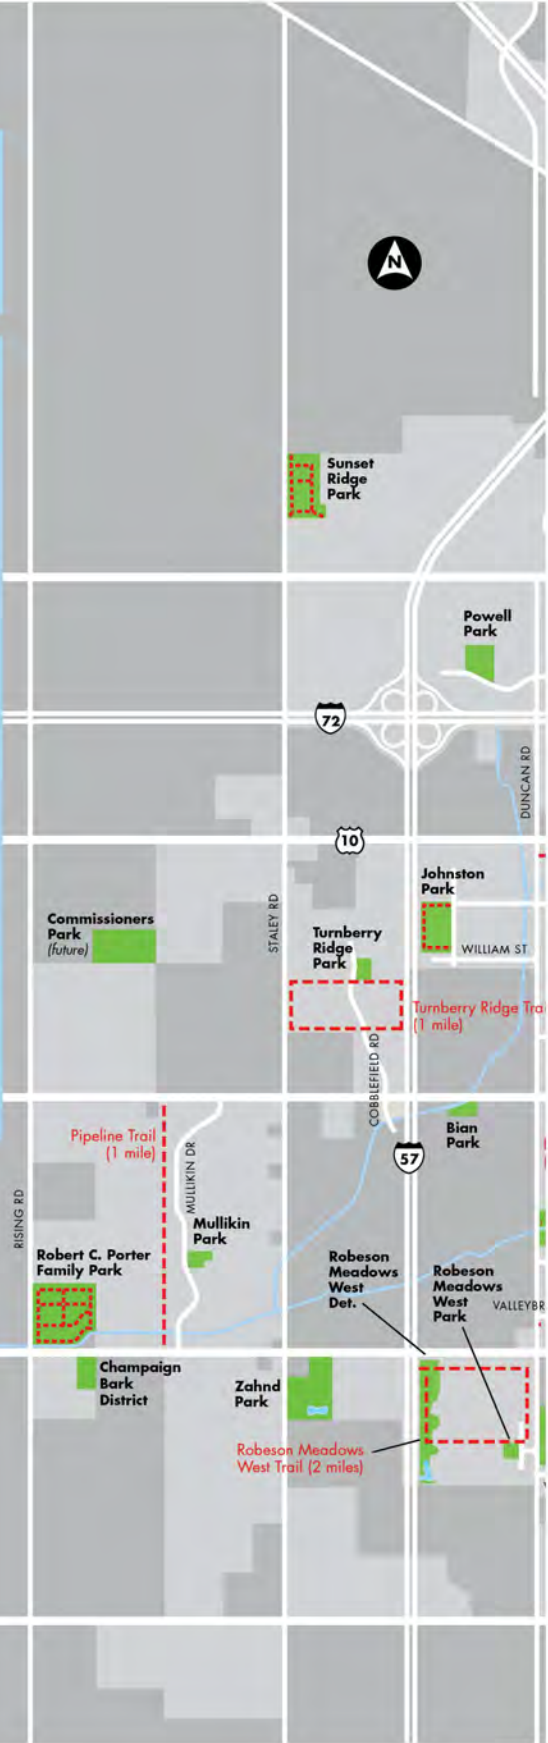 N
Sunset
Ridge
Park
Powell
Park
72
DUNCAN RD
10
Johnston
Park
Commissioners
Park
(future)
STALEY RD
Turnberry
Ridge
Park
WILLIAM ST
Turnberry Ridge Trai
(1 mile)
COBBLEFIELD RD
Bian
Park
Pipeline Trail
(1 mile)
57
MULLIKIN DR
RISING RD
Mullikin
Park
Robert C. Porter
Family Park
Robeson
Meadows
West
Det.
Robeson
Meadows
West
Park
VALLEYBR
Champaign
Bark
District
Zahnd
Park
Robeson Meadows
West Trail (2 miles)